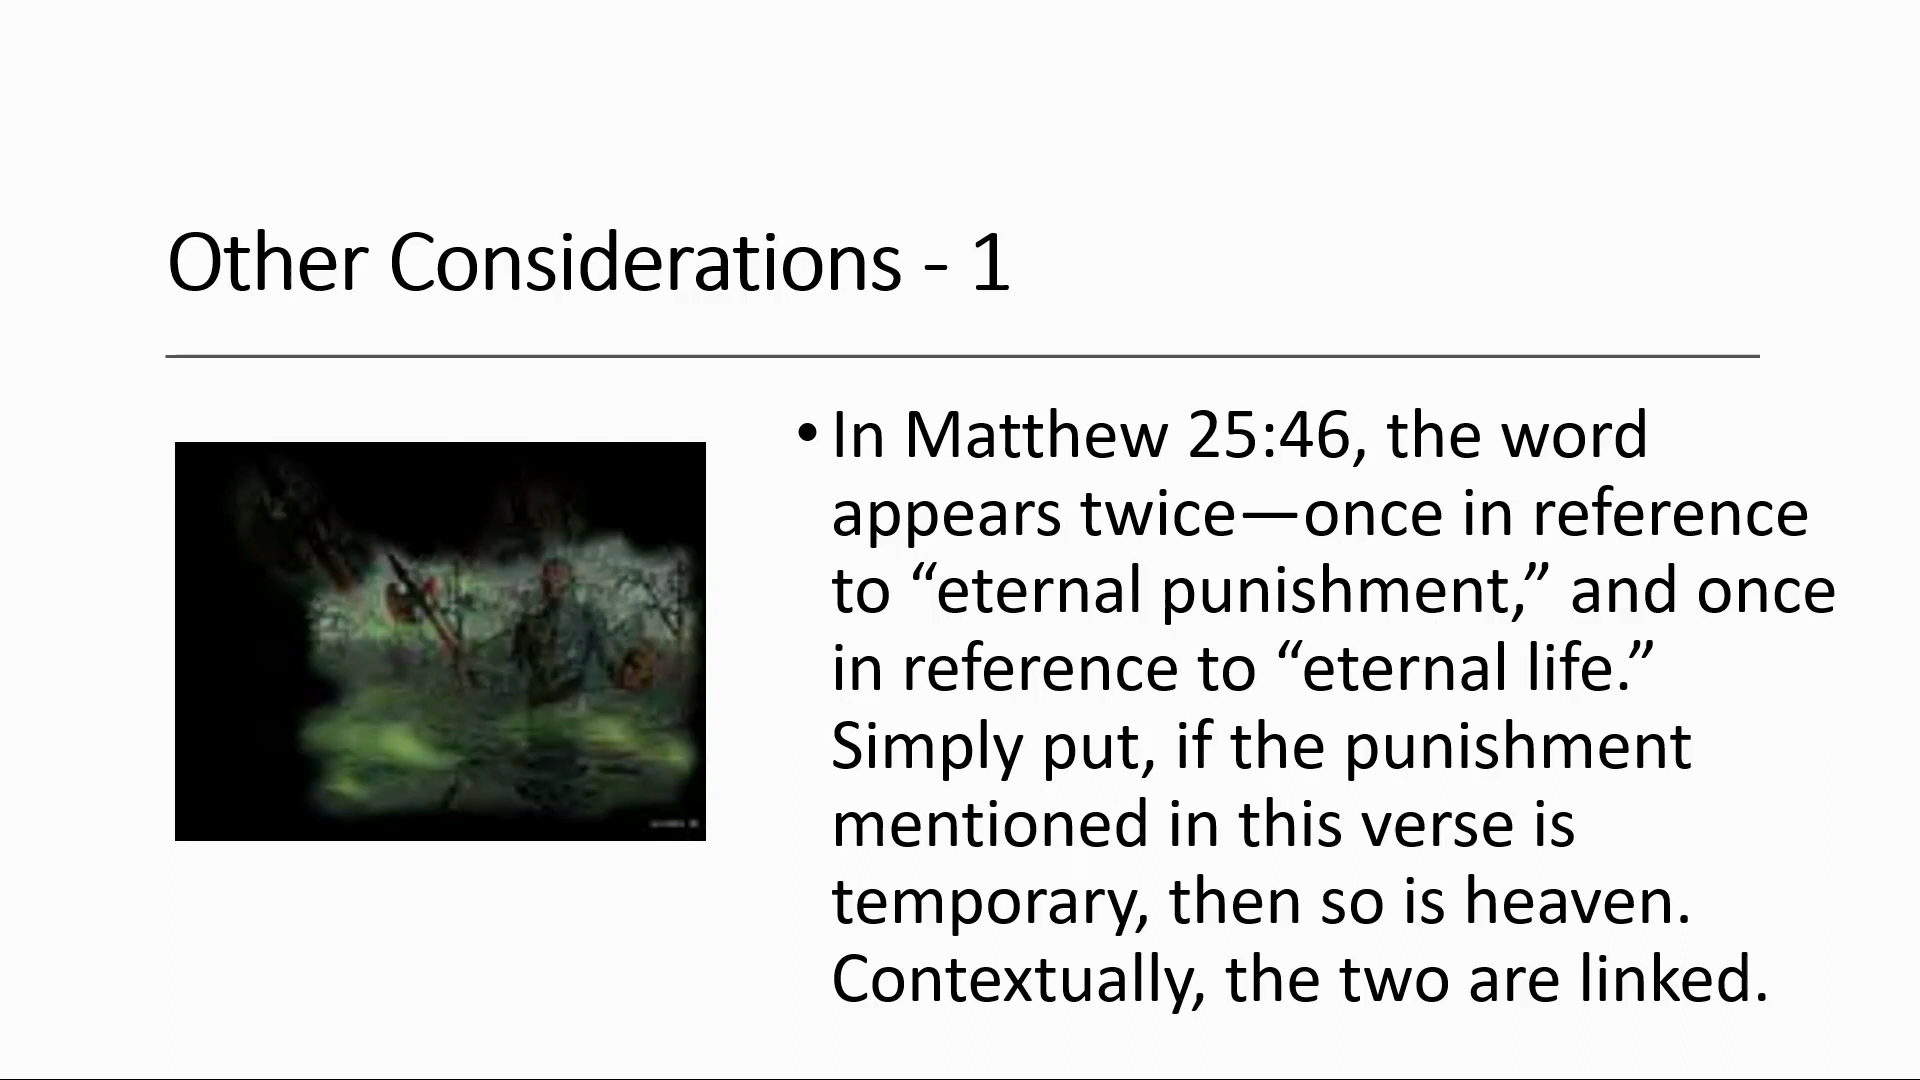 Other Considerations - 1
• In Matthew 25:46, the word
appears twice—once in reference
to “eternal punishment,” and once
in reference to “eternal life.”
Simply put, if the punishment
mentioned in this verse is
temporary, then so is heaven.
Contextually, the two are linked.